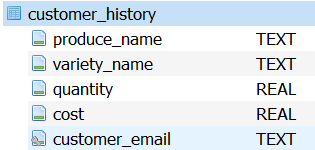 customer_history
produce_name TEXT
variety_name TEXT
quantity REAL
cost REAL
customer_email TEXT